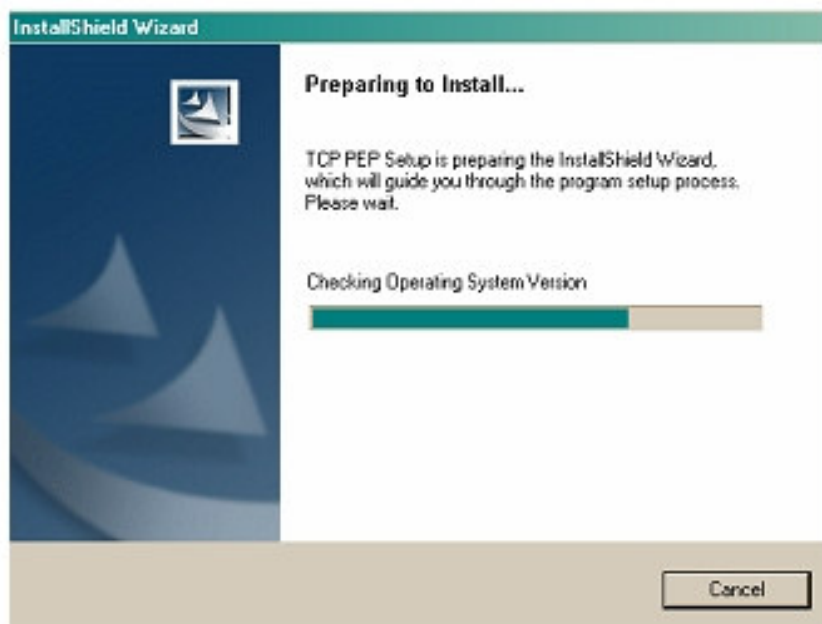 InstallShield Wizard
Preparing to Install...
TCP PEP Setup is preparing the InstallShield Wizard,
which will guide you through the program setup process.
Please wait.
Checking Operating System Version
Cancel